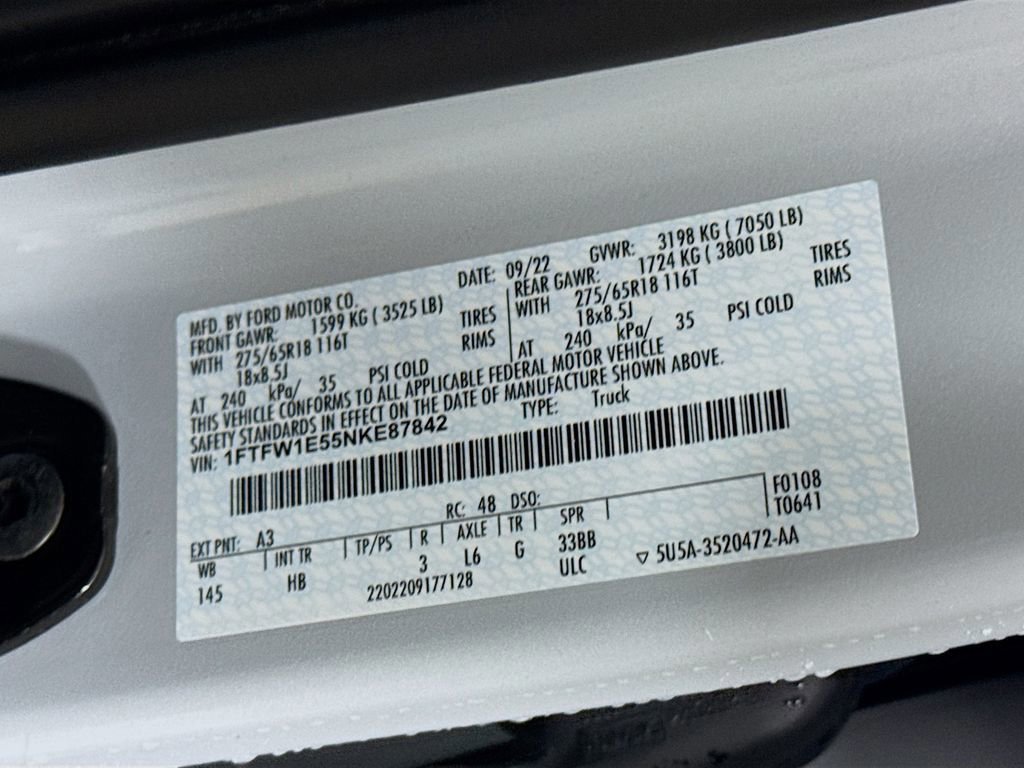 MFD. BY FORD MOTOR CO. DATE: 09/22 GVWR: 3198 KG ( 7050 LB)
FRONT GAWR: 1599 KG ( 3525 LB) REAR GAWR: 1724 KG ( 3800 LB)
WITH 275/65R18 116T TIRES WITH 275/65R18 116T TIRES
18x8.5J RIMS 18x8.5J RIMS
AT 240 kPa/ 35 PSI COLD AT 240 kPa/ 35 PSI COLD
THIS VEHICLE CONFORMS TO ALL APPLICABLE FEDERAL MOTOR VEHICLE
SAFETY STANDARDS IN EFFECT ON THE DATE OF MANUFACTURE SHOWN ABOVE.
VIN: 1FTFW1E55NKE87842 TYPE: Truck
EXT PNT: A3 RC: 48 DSO: F0108
WB INT TR TP/PS R AXLE TR SPR T0641
145 HB 3 L6 G 33BB
2202209177128 ULC ▽ 5U5A-3520472-AA